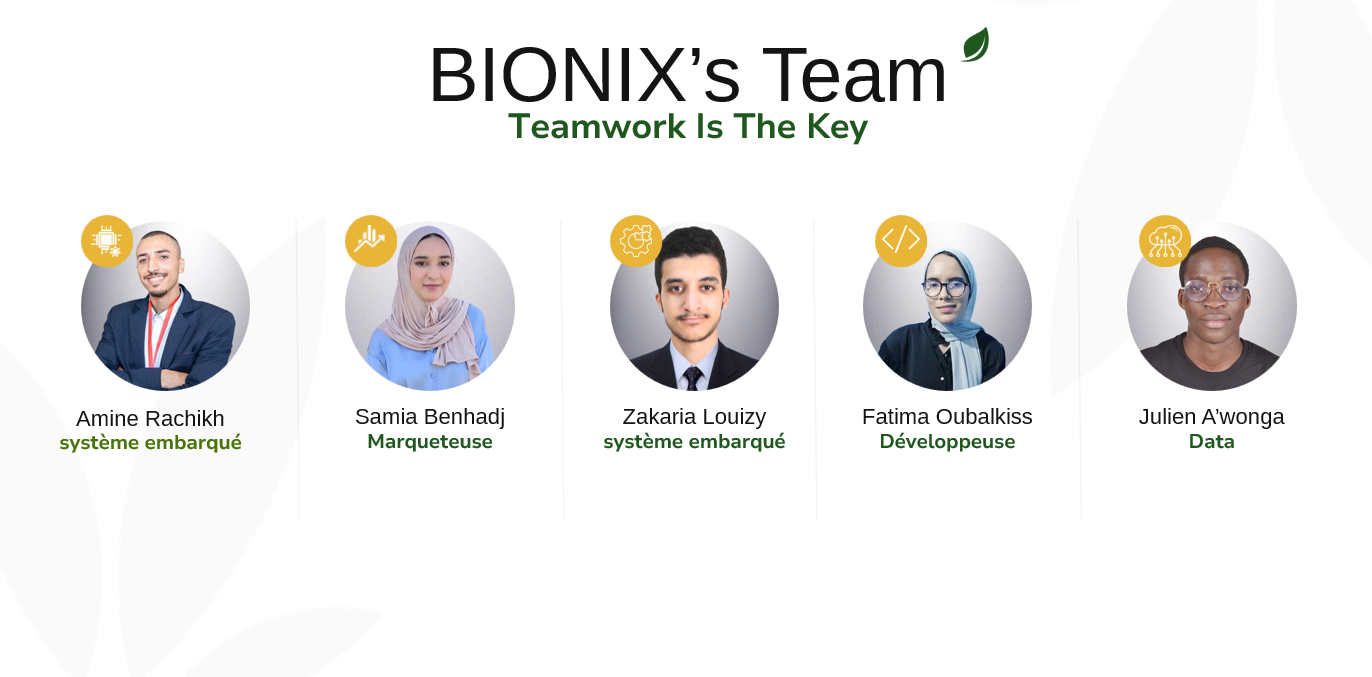 BIONIX’s Team
Teamwork Is The Key
Amine Rachikh
système embarqué
Samia Benhadj
Marqueteuse
Zakaria Louizy
système embarqué
Fatima Oubalkiss
Développeuse
Julien A’wonga
Data